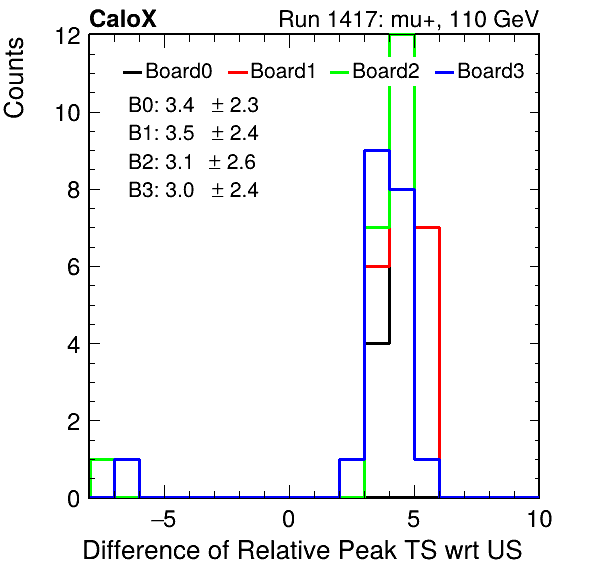 CaloX Run 1417: mu+, 110 GeV
Counts
Board0 Board1 Board2 Board3
B0: 3.4 ± 2.3
B1: 3.5 ± 2.4
B2: 3.1 ± 2.6
B3: 3.0 ± 2.4
12
10
8
6
4
2
0
−5 0 5 10
Difference of Relative Peak TS wrt US